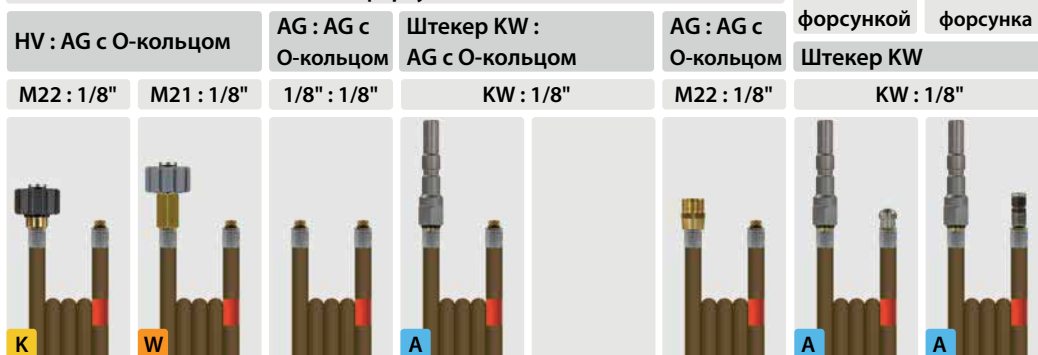 форсункой форсунка
HV : AG с О-кольцом
AG : AG с
О-кольцом
Штекер KW :
AG с О-кольцом
AG : AG с
О-кольцом
Штекер KW
M22 : 1/8"
M21 : 1/8"
1/8" : 1/8"
KW : 1/8"
M22 : 1/8"
KW : 1/8"
K
W
A
A
A